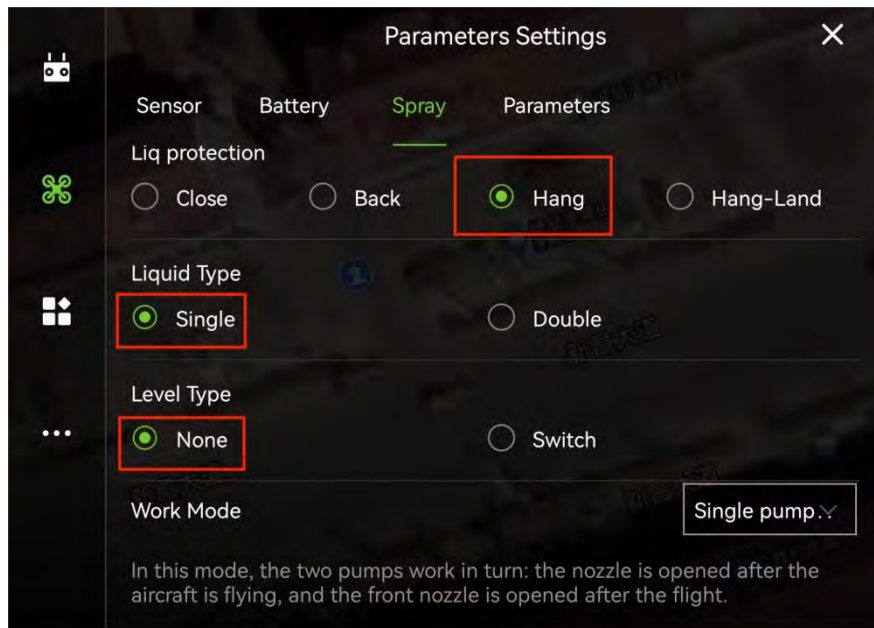 Parameters Settings
Sensor Battery Spray Parameters
Liq protection
Close Back Hang Hang-Land
Liquid Type
Single Double
Level Type
None Switch
Work Mode Single pump..
In this mode, the two pumps work in turn: the nozzle is opened after the
aircraft is flying, and the front nozzle is opened after the flight.